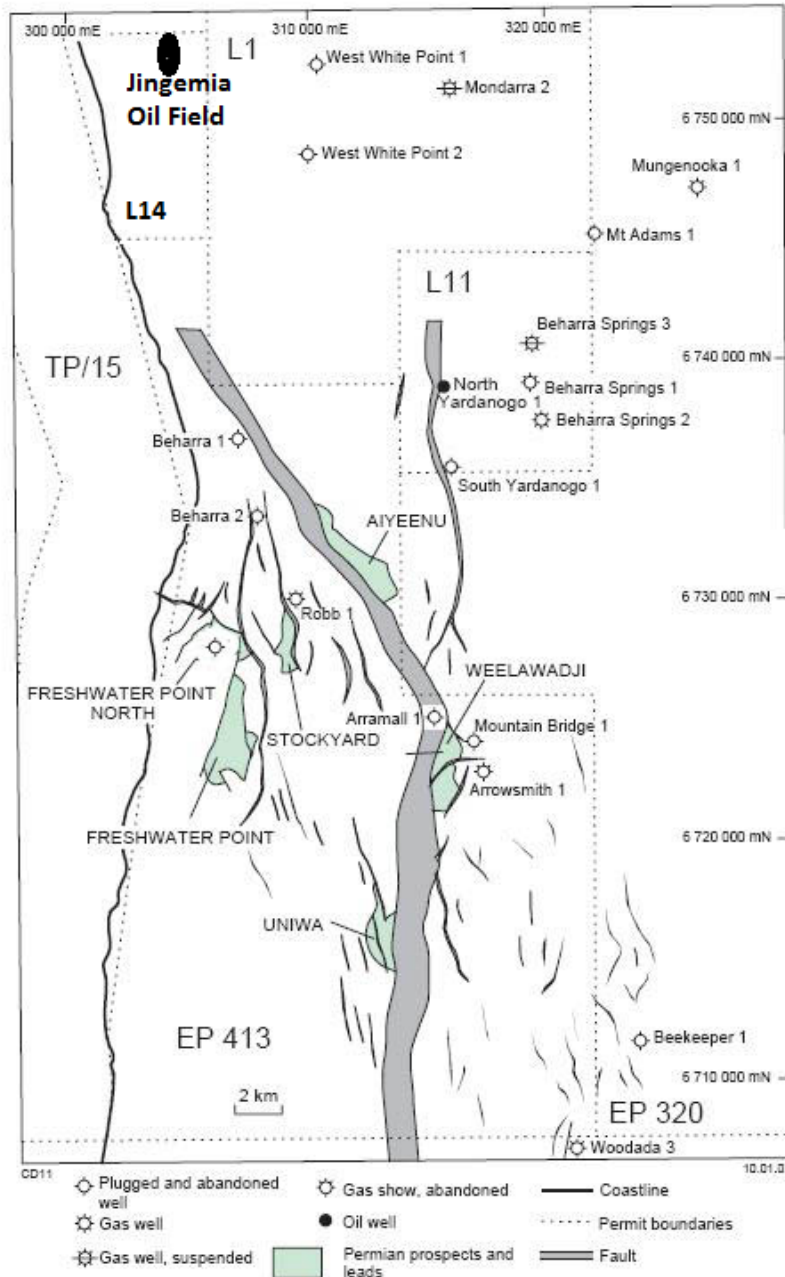 300 000 mE
310 000 mE
320 000 mE
L1
West White Point 1
Jingemia
Oil Field
Mondarra 2
6 750 000 mN
West White Point 2
Mungenooka 1
L14
Mt Adams 1
L11
Beharra Springs 3
TP/15
6 740 000 mN
North
Yardanogo 1
Beharra Springs 1
Beharra Springs 2
Beharra 1
South Yardanogo 1
Beharra 2
AIYEENU
6 730 000 mN
Robb 1
WEELAWADJI
FRESHWATER POINT
NORTH
Arramall 1
STOCKYARD
Mountain Bridge 1
Arrowsmith 1
FRESHWATER POINT
6 720 000 mN
UNIWA
EP 413
Beekeeper 1
2 km
6 710 000 mN
EP 320
Woodada 3
CD11
10.01.0
Plugged and abandoned
well
Gas show, abandoned
Coastline
Gas well
Oil well
Permit boundaries
Gas well, suspended
Permian prospects and
leads
Fault